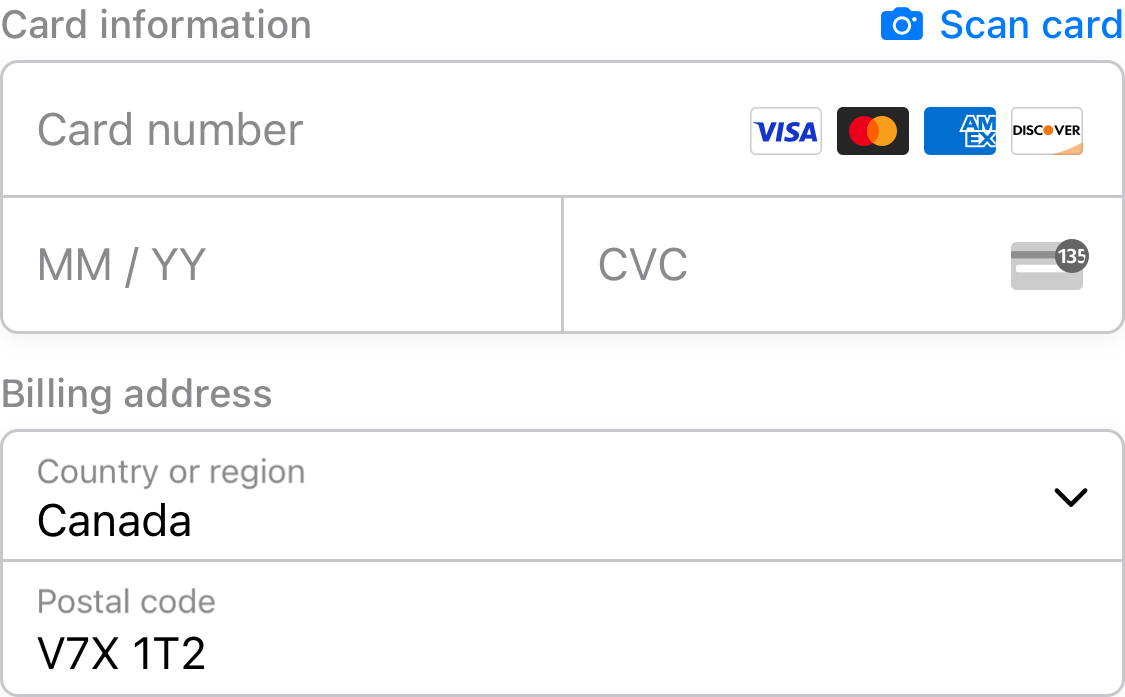 Card information
Scan card
Card number
VISA
AM
EX
DISCOVER
MM / YY
CVC
135
Billing address
Country or region
Canada
Postal code
V7X 1T2